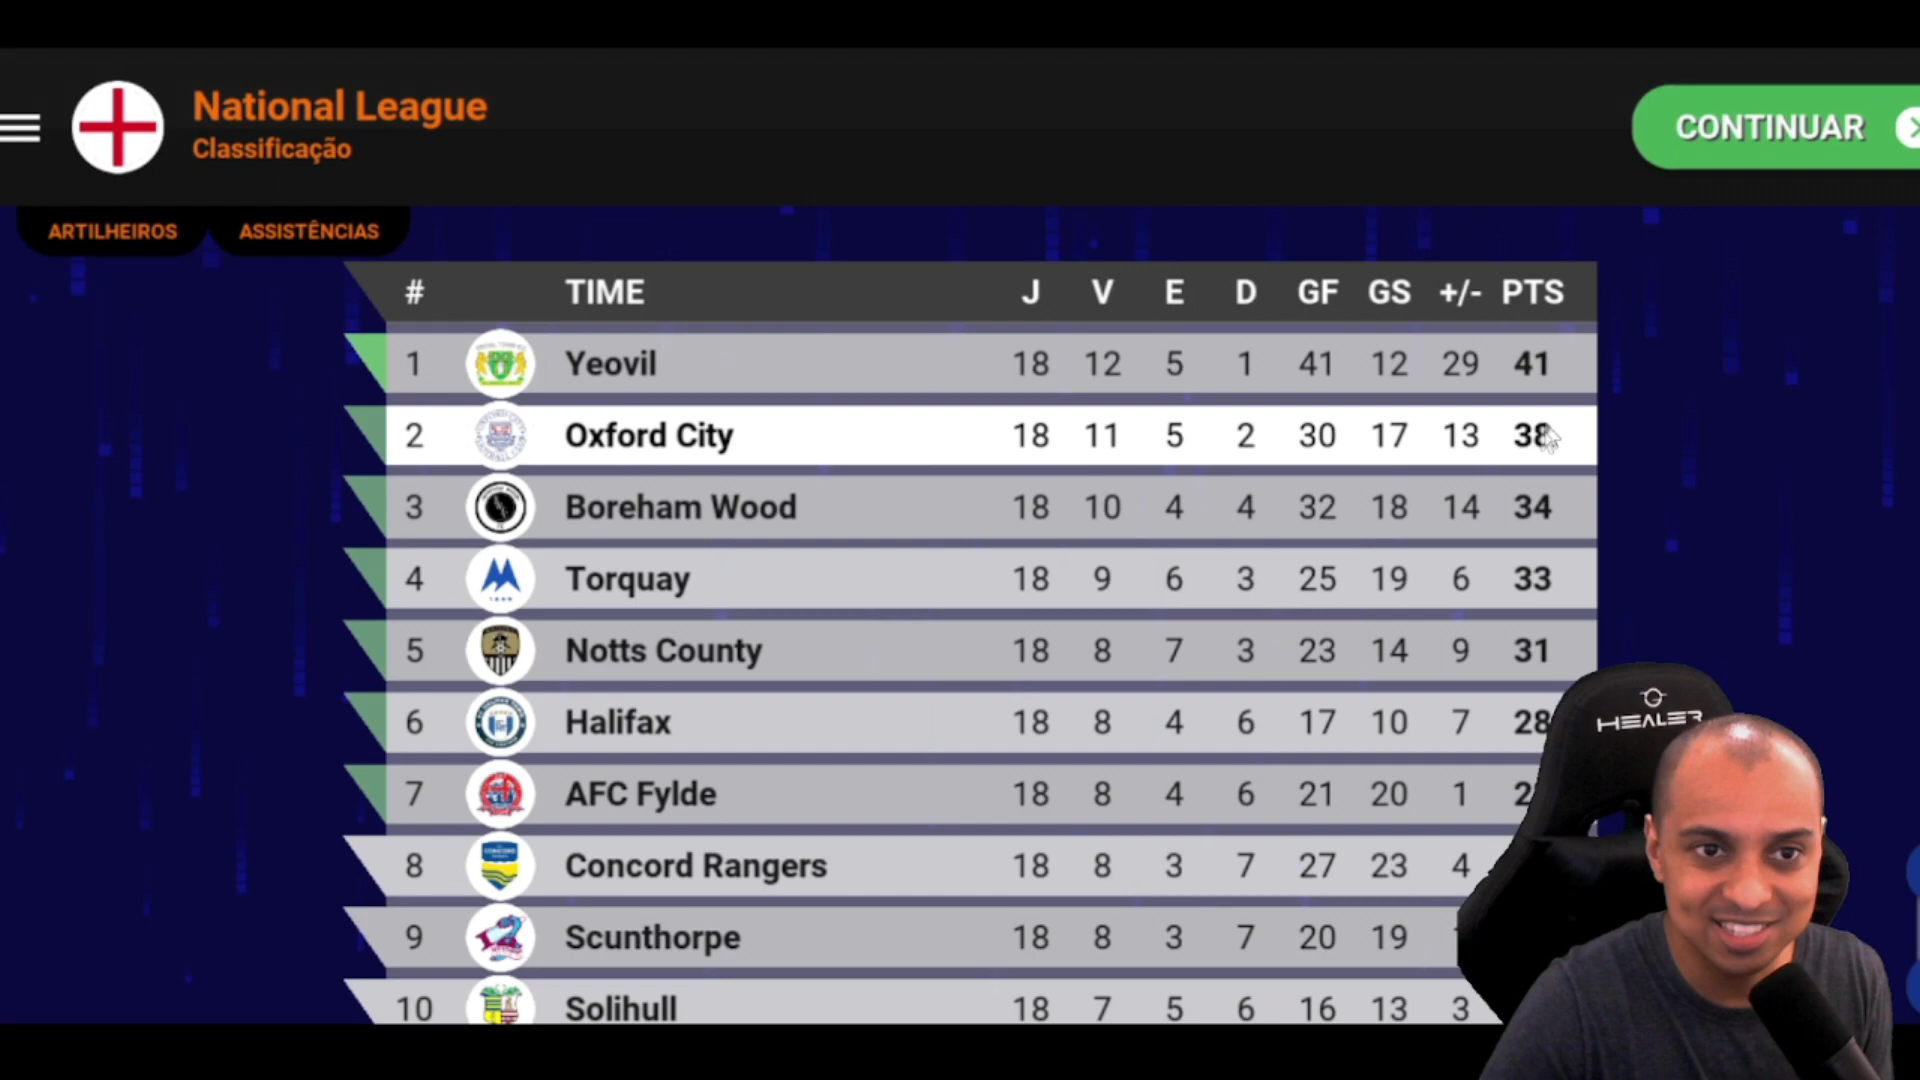 National League
Classificação
CONTINUAR
ARTILHEIROS ASSISTÊNCIAS
# TIME J V E D GF GS +/- PTS
1 Yeovil 18 12 5 1 41 12 29 41
2 Oxford City 18 11 5 2 30 17 13 38
3 Boreham Wood 18 10 4 4 32 18 14 34
4 Torquay 18 9 6 3 25 19 6 33
5 Notts County 18 8 7 3 23 14 9 31
6 Halifax 18 8 4 6 17 10 7 28
7 AFC Fylde 18 8 4 6 21 20 1
8 Concord Rangers 18 8 3 7 27 23 4
9 Scunthorpe 18 8 3 7 20 19
10 Solihull 18 7 5 6 16 13 3
HEALER